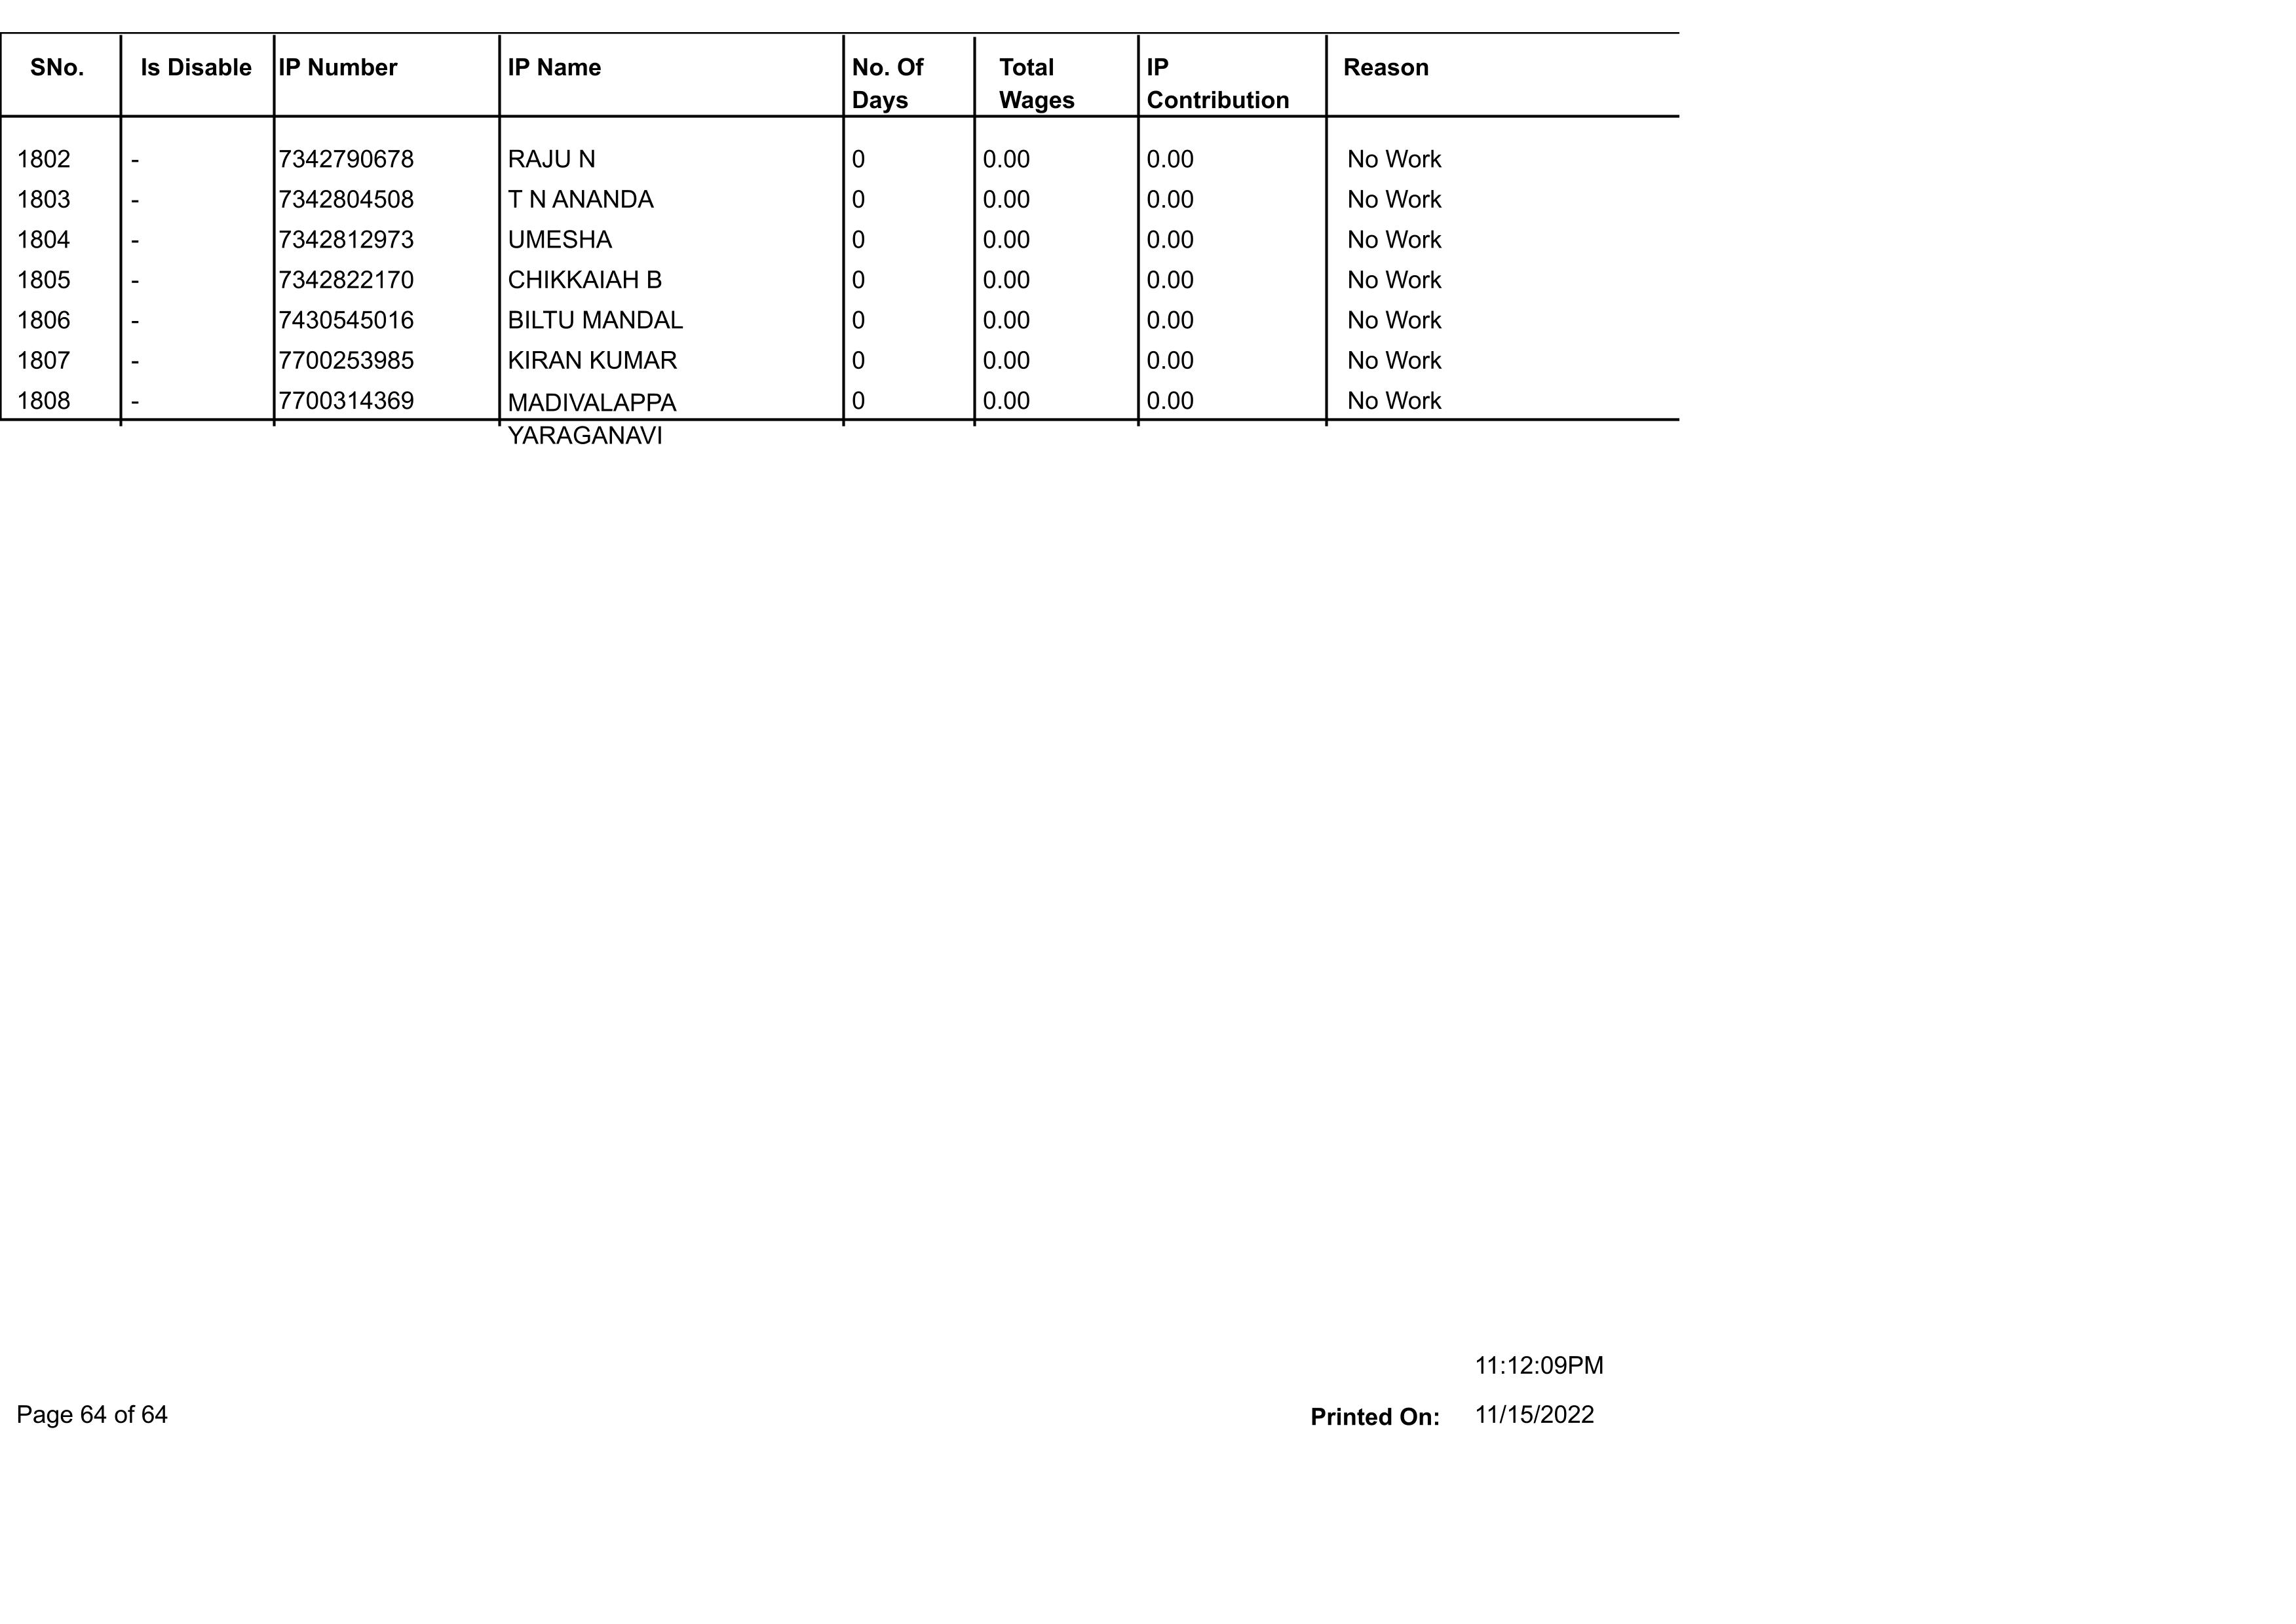 SNo. Is Disable IP Number IP Name No. Of Total IP Reason
Days Wages Contribution
1802 - 7342790678 RAJU N 0 0.00 0.00 No Work
1803 - 7342804508 T N ANANDA 0 0.00 0.00 No Work
1804 - 7342812973 UMESHA 0 0.00 0.00 No Work
1805 - 7342822170 CHIKKAIAH B 0 0.00 0.00 No Work
1806 - 7430545016 BILTU MANDAL 0 0.00 0.00 No Work
1807 - 7700253985 KIRAN KUMAR 0 0.00 0.00 No Work
1808 - 7700314369 MADIVALAPPA 0 0.00 0.00 No Work
YARAGANAVI
11:12:09PM
Page 64 of 64 Printed On: 11/15/2022